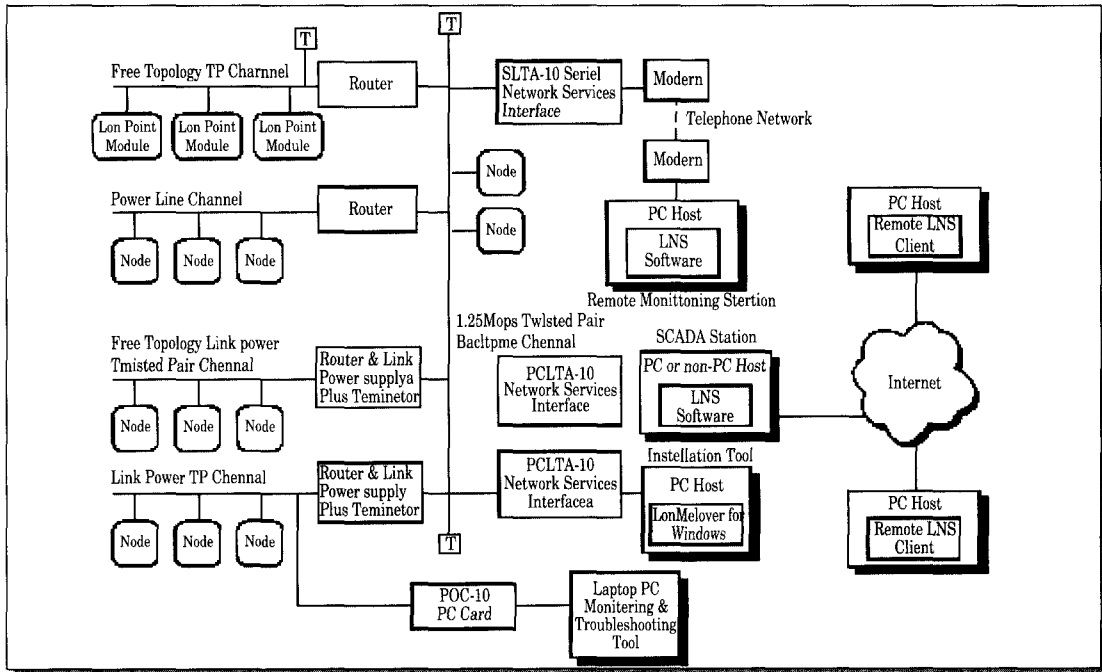 T
T
Free Topology TP Charnnel
Router
SLTA-10 Seriel
Network Services
Interface
Modern
Lon Point
Module
Lon Point
Module
Lon Point
Module
Telephone Network
Modern
Node
Power Line Channel
Router
Node
Node
Node
Node
PC Host
LNS
Software
Remote Monittonning Stertion
PC Host
Remote LNS
Client
1.25Mops Twlsted Pair
Bacltpme Chennal
Free Topology Link power
Tmisted Pair Chennal
Router & Link
Power supplya
Plus Teminetor
Node
Node
Node
PCLTA-10
Network Services
Interface
SCADA Station
PC or non-PC Host
LNS
Software
Internet
Link Power TP Chennal
Router & Link
Power supply
Plus Teminetor
Node
Node
Node
PCLTA-10
Network Services
Interfacea
Instellation Tool
PC Host
LonMelover for
Windows
T
PC Host
Remote LNS
Client
POC-10
PC Card
Laptop PC
Monitering &
Troubleshooting
Tool